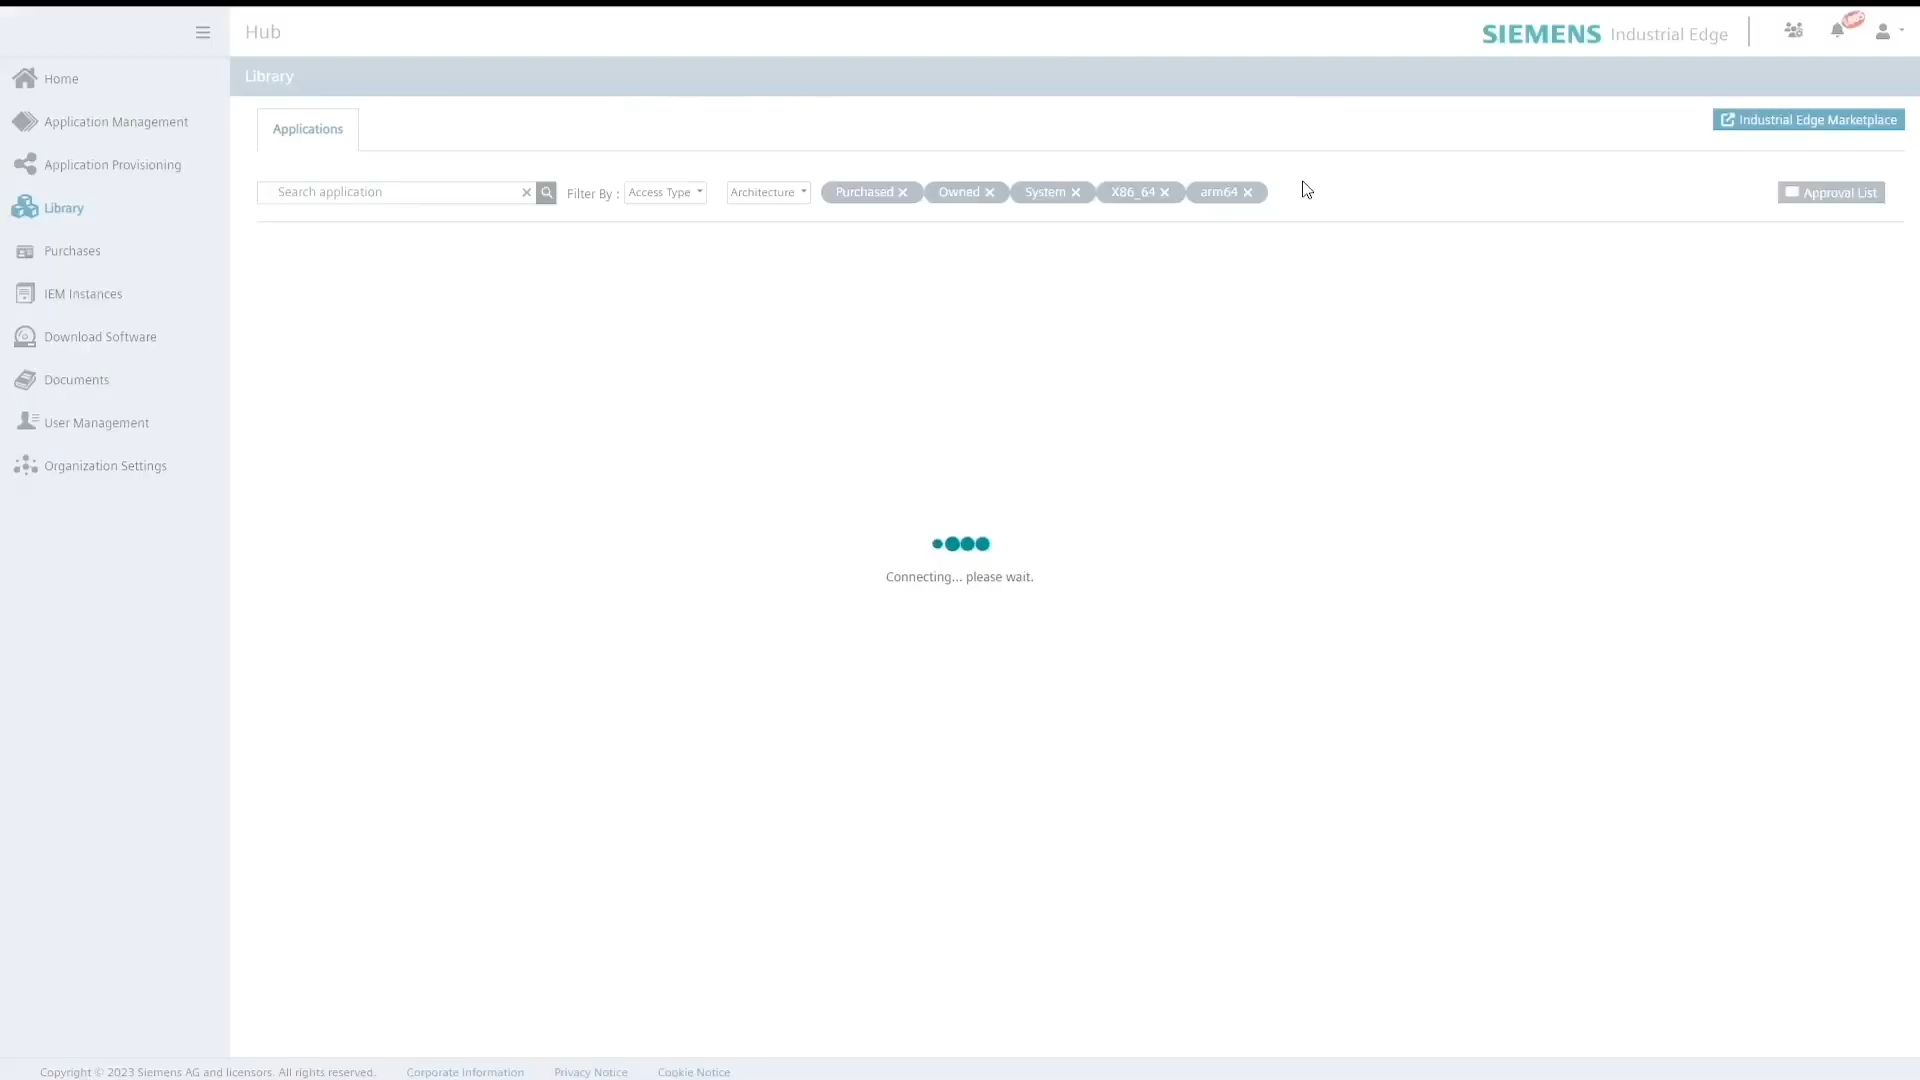 Hub
SIEMENS Industrial Edge
Home
Application Management
Application Provisioning
Library
Purchases
IEM Instances
Download Software
Documents
User Management
Organization Settings
Library
Applications
Industrial Edge Marketplace
Search application
Filter By : Access Type Architecture Purchased Owned System X86_64 arm64
Approval List
Connecting... please wait.
Copyright © 2023 Siemens AG and licensors. All rights reserved. Corporate Information Privacy Notice Cookie Notice